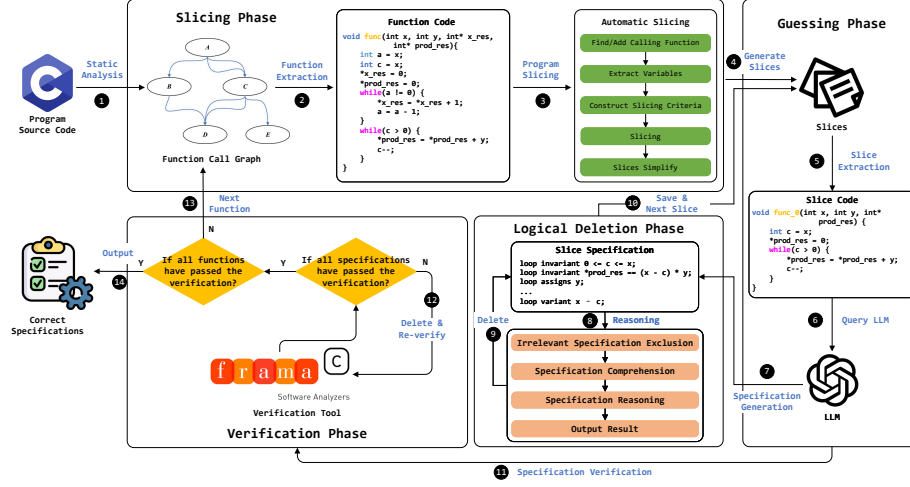 Slicing Phase
Static
Analysis
1
Program
Source Code
A
B
C
D
E
Function Call Graph
Function
Extraction
2
Function Code
void func(int x, int y, int* x_res,
int* prod_res){
int a = x;
int c = x;
*x_res = 0;
*prod_res = 0;
while(a != 0) {
*x_res = *x_res + 1;
a = a - 1;
}
while(c > 0) {
*prod_res = *prod_res + y;
c--;
}
}
Program
Slicing
3
Automatic Slicing
Find/Add Calling Function
Extract Variables
Construct Slicing Criteria
Slicing
Slices Simplify
Guessing Phase
4
Generate
Slices
Slices
5
Slice
Extraction
Slice Code
void func_0(int x, int y, int*
prod_res) {
int c = x;
*prod_res = 0;
while(c > 0) {
*prod_res = *prod_res + y;
c--;
}
}
6
Query LLM
LLM
7
Specification
Generation
10
Save &
Next Slice
Logical Deletion Phase
Slice Specification
loop invariant 0 <= c <= x;
loop invariant *prod_res == (x - c) * y;
loop assigns y;
...
loop variant x - c;
8
Reasoning
Delete
9
Irrelevant Specification Exclusion
Specification Comprehension
Specification Reasoning
Output Result
11
Specification Verification
13
Next
Function
N
If all functions
have passed the
verification?
Y
If all specifications
have passed the
verification?
N
12
Delete &
Re-verify
Y
Output
14
Correct
Specifications
frama
C
Software Analyzers
Verification Tool
Verification Phase